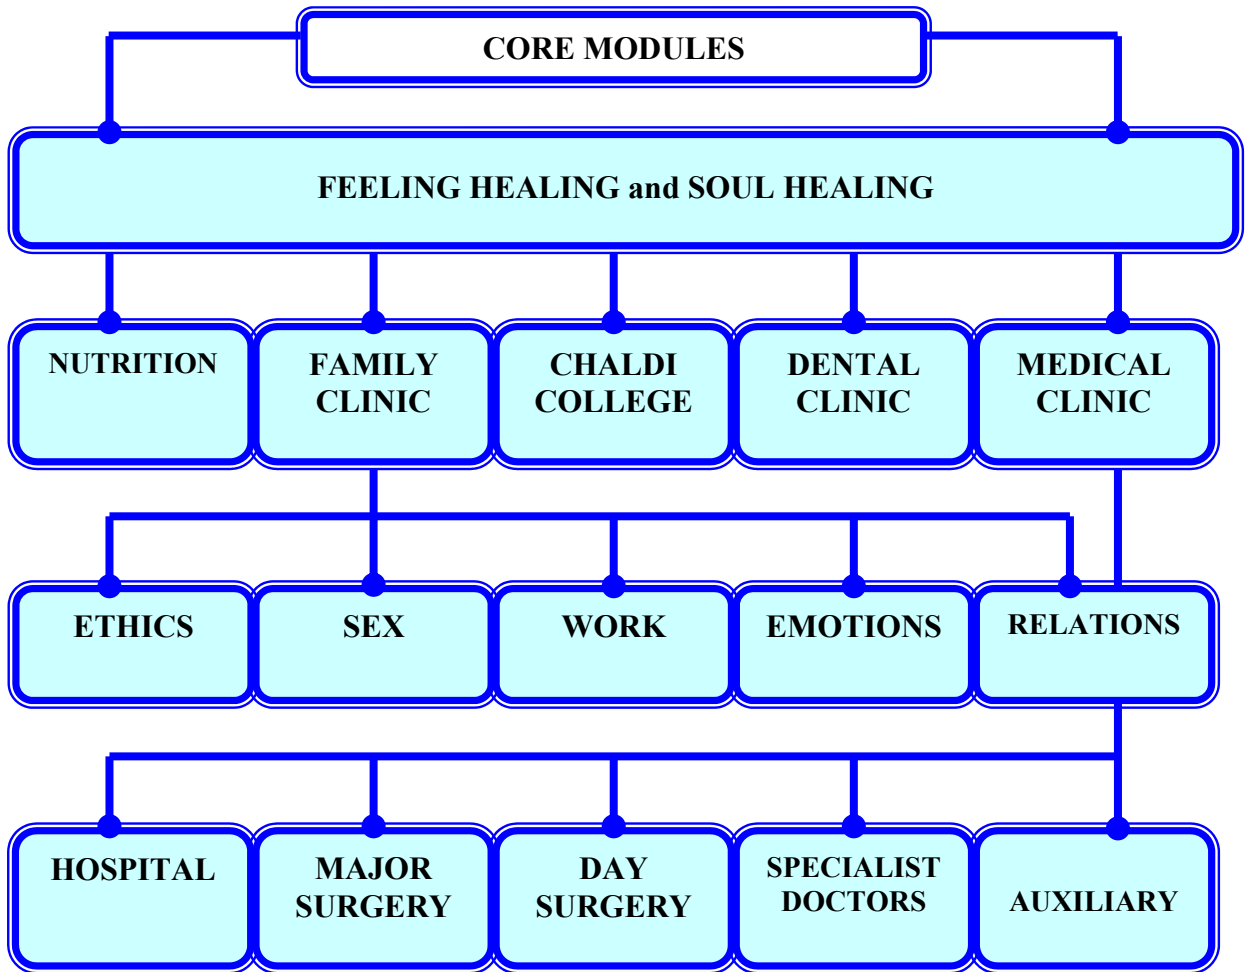 CORE MODULES
FEELING HEALING and SOUL HEALING
NUTRITION
FAMILY
CLINIC
CHALDI
COLLEGE
DENTAL
CLINIC
MEDICAL
CLINIC
ETHICS
SEX
WORK
EMOTIONS
RELATIONS
HOSPITAL
MAJOR
SURGERY
DAY
SURGERY
SPECIALIST
DOCTORS
AUXILIARY